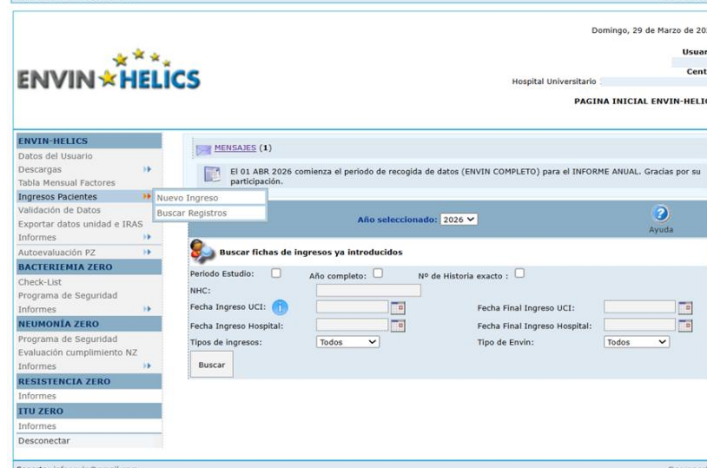 Domingo, 29 de Marzo de 20
Usuar
Cent
Hospital Universitario
ENVIN HELICS
PAGINA INICIAL ENVIN-HELI
ENVIN-HELICS
Datos del Usuario
Descargas
Tabla Mensual Factores
Ingresos Pacientes
Nuevo Ingreso
Buscar Registros
Validación de Datos
Exportar datos unidad e IRAS
Informes
Autoevaluación PZ
BACTERIEMIA ZERO
Check-List
Programa de Seguridad
Informes
NEUMONÍA ZERO
Programa de Seguridad
Evaluación cumplimiento NZ
Informes
RESISTENCIA ZERO
Informes
ITU ZERO
Informes
Desconectar
MENSAJES (1)
El 01 ABR 2026 comienza el periodo de recogida de datos (ENVIN COMPLETO) para el INFORME ANUAL. Gracias por su
participación.
Año seleccionado: 2026
Ayuda
Buscar fichas de ingresos ya introducidos
Periodo Estudio: Año completo: Nº de Historia exacto :
NHC:
Fecha Ingreso UCI: Fecha Final Ingreso UCI:
Fecha Ingreso Hospital: Fecha Final Ingreso Hospital:
Tipos de ingresos: Todos Tipo de Envin: Todos
Buscar